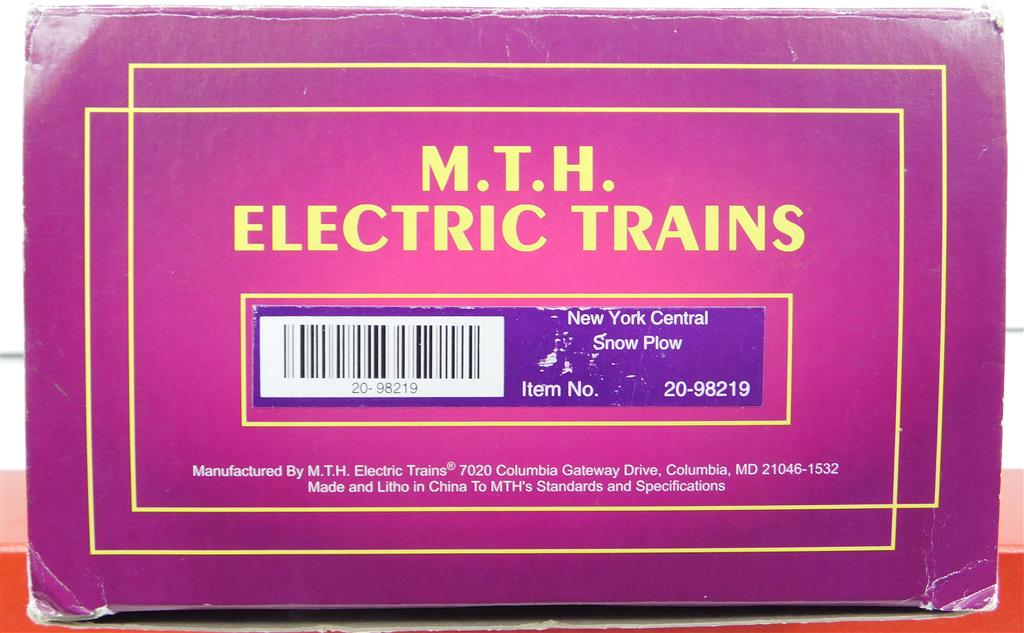 M.T.H.
ELECTRIC TRAINS
New York Central
Snow Plow
20-98219
Item No. 20-98219
Manufactured By M.T.H. Electric Trains® 7020 Columbia Gateway Drive, Columbia, MD 21046-1532
Made and Litho in China To MTH's Standards and Specifications